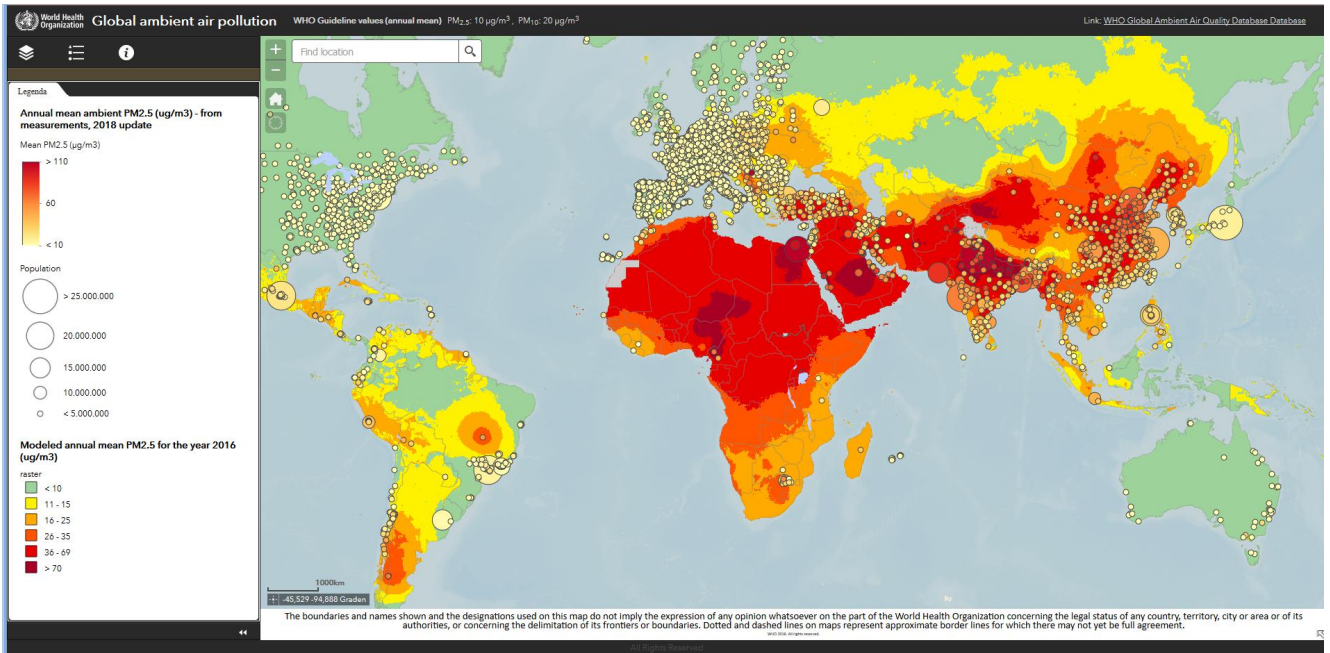 World Health
Organization
Global ambient air pollution
WHO Guideline values (annual mean) PM2.5: 10 µg/m³ , PM10: 20 µg/m³
Link: WHO Global Ambient Air Quality Database Database
Find location
Legenda
Annual mean ambient PM2.5 (ug/m3) - from
measurements, 2018 update
Mean PM2.5 (µg/m3)
> 110
60
< 10
Population
> 25.000.000
20.000.000
15.000.000
10.000.000
< 5.000.000
Modeled annual mean PM2.5 for the year 2016
(ug/m3)
raster
< 10
11 - 15
16 - 25
26 - 35
36 - 69
> 70
1000km
-45,529 -94,888 Graden
The boundaries and names shown and the designations used on this map do not imply the expression of any opinion whatsoever on the part of the World Health Organization concerning the legal status of any country, territory, city or area or of its
authorities, or concerning the delimitation of its frontiers or boundaries. Dotted and dashed lines on maps represent approximate border lines for which there may not yet be full agreement.
WHO 2018. All rights reserved
All Rights Reserved